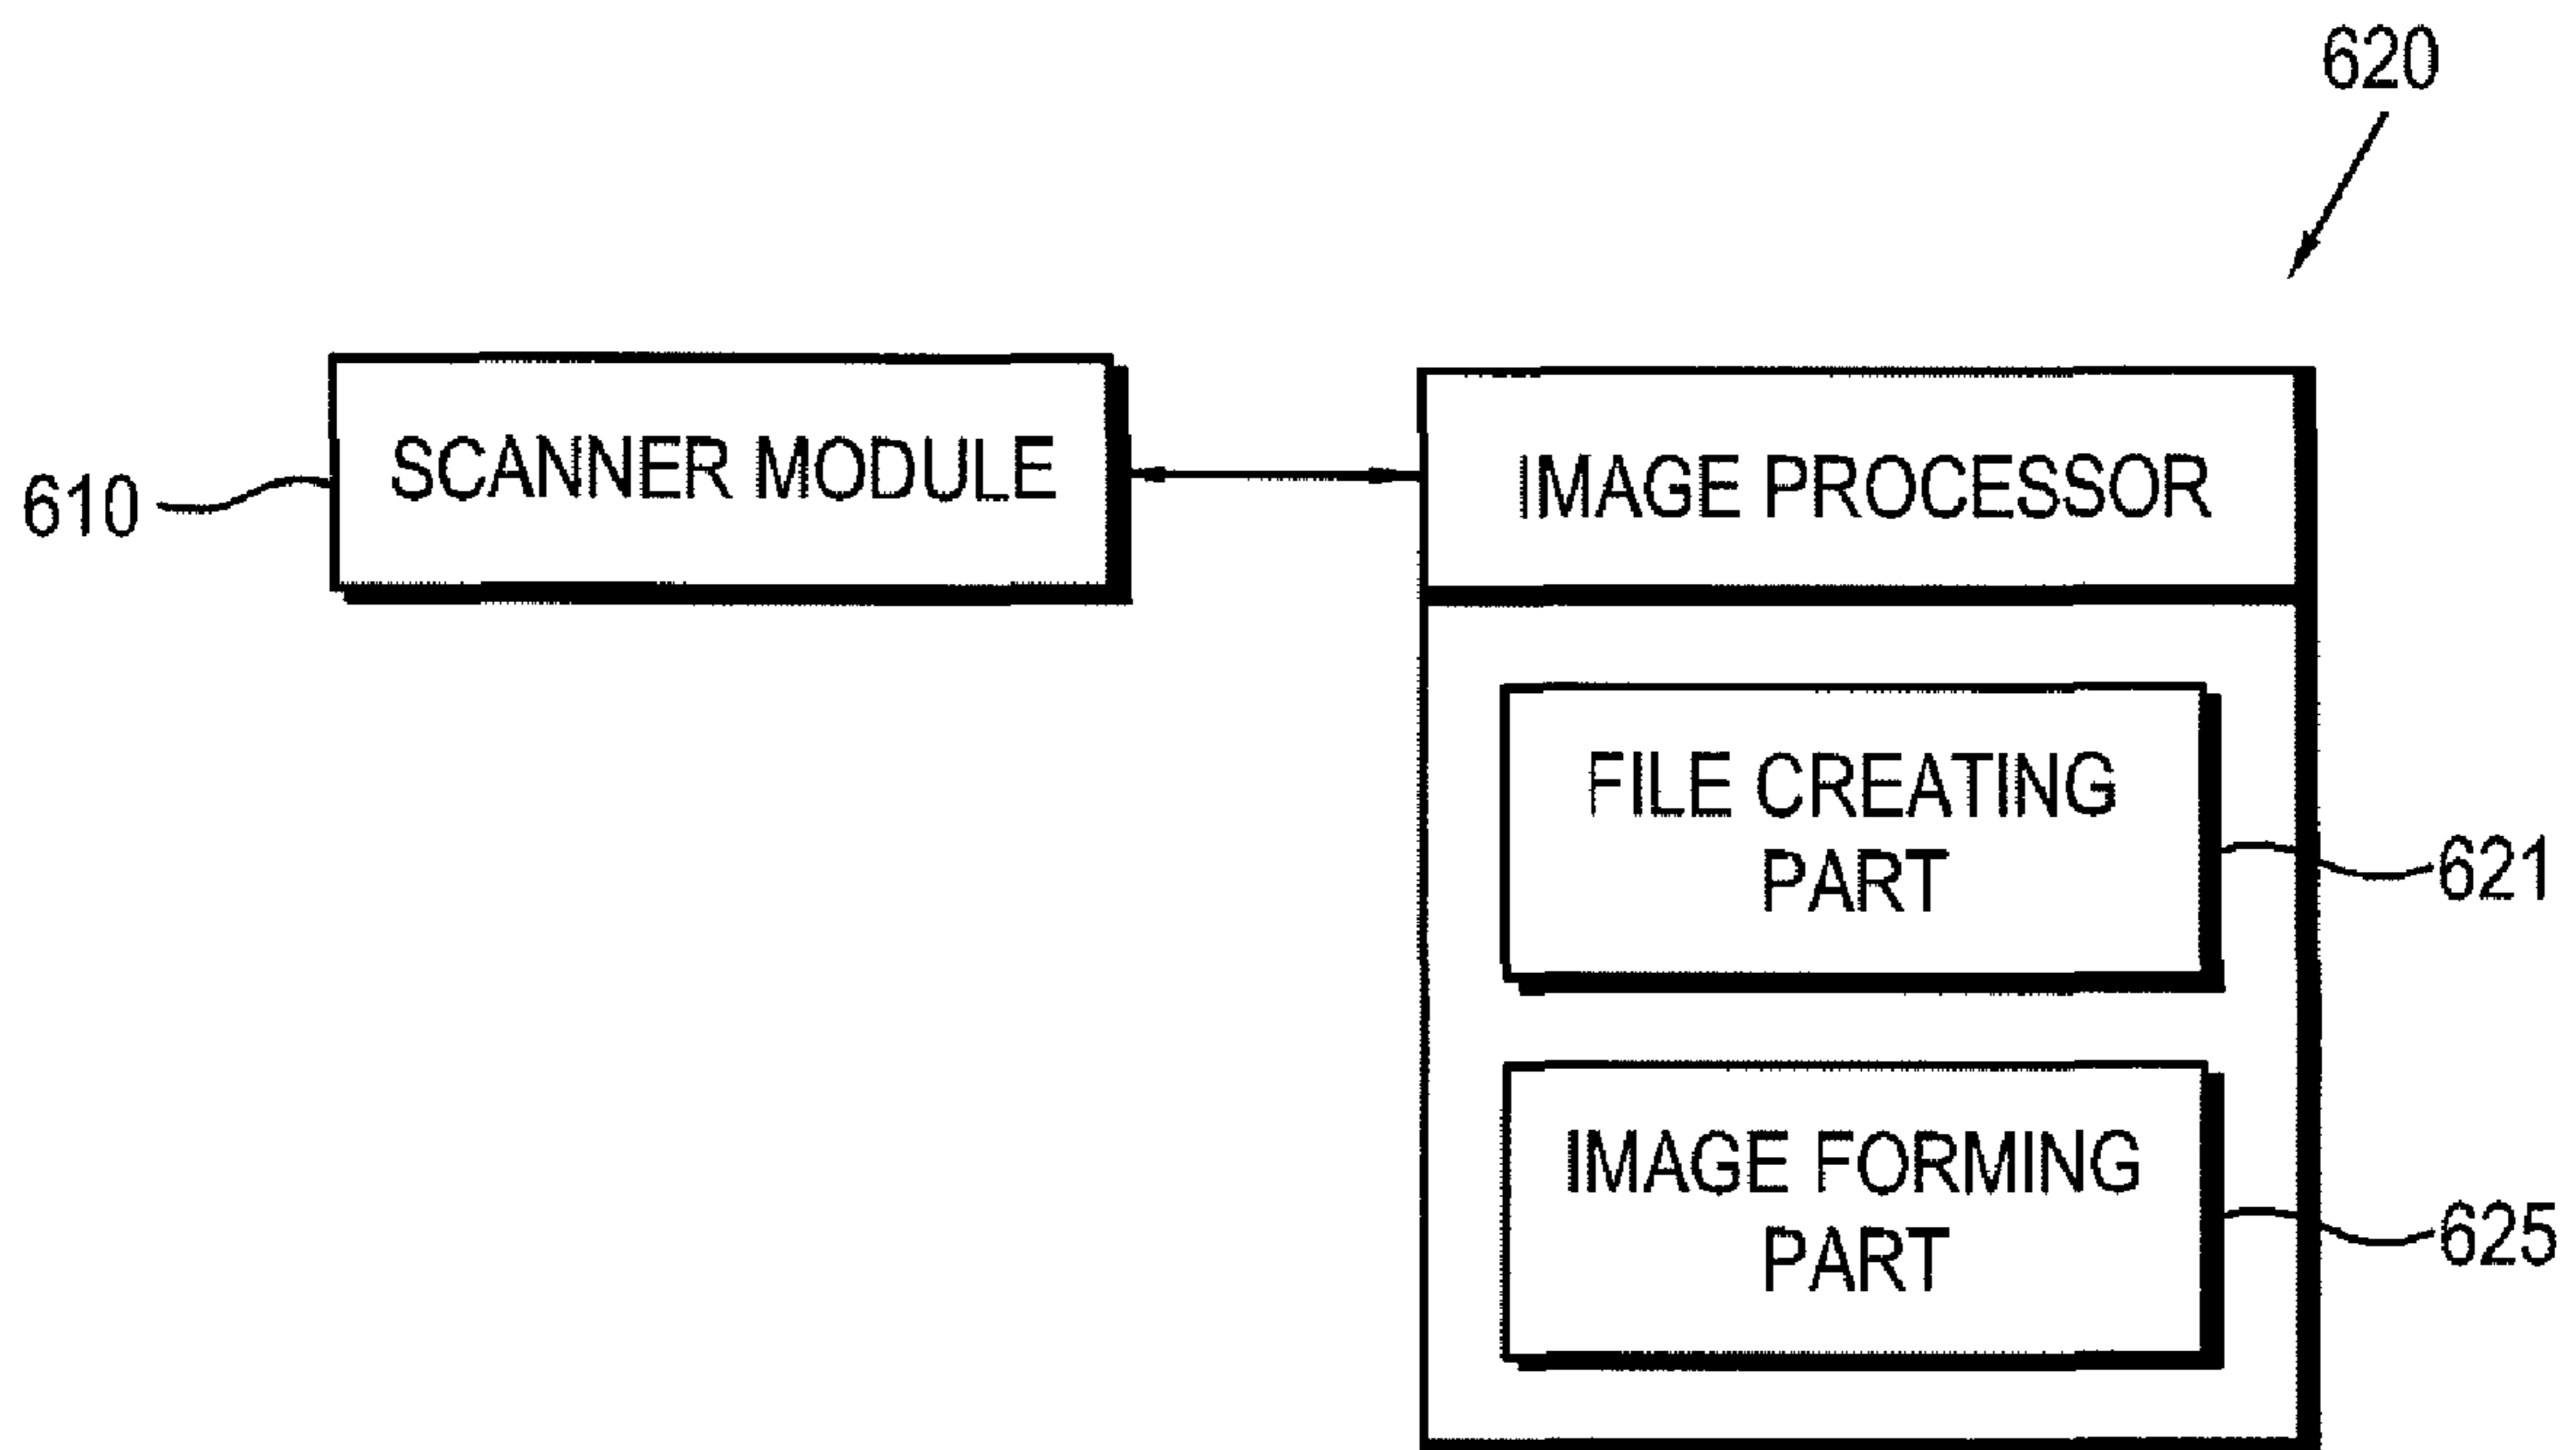 620
SCANNER MODULE
610
IMAGE PROCESSOR
FILE CREATING
PART
621
IMAGE FORMING
PART
625